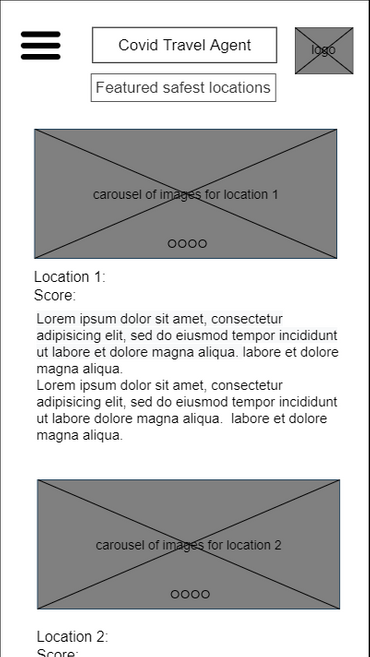 Covid Travel Agent
logo
Featured safest locations
carousel of images for location 1
Location 1:
Score:
Lorem ipsum dolor sit amet, consectetur
adipisicing elit, sed do eiusmod tempor incididunt
ut labore et dolore magna aliqua. labore et dolore
magna aliqua.
Lorem ipsum dolor sit amet, consectetur
adipisicing elit, sed do eiusmod tempor incididunt
ut labore et dolore magna aliqua.  labore et dolore
magna aliqua.
carousel of images for location 2
Location 2:
Score: